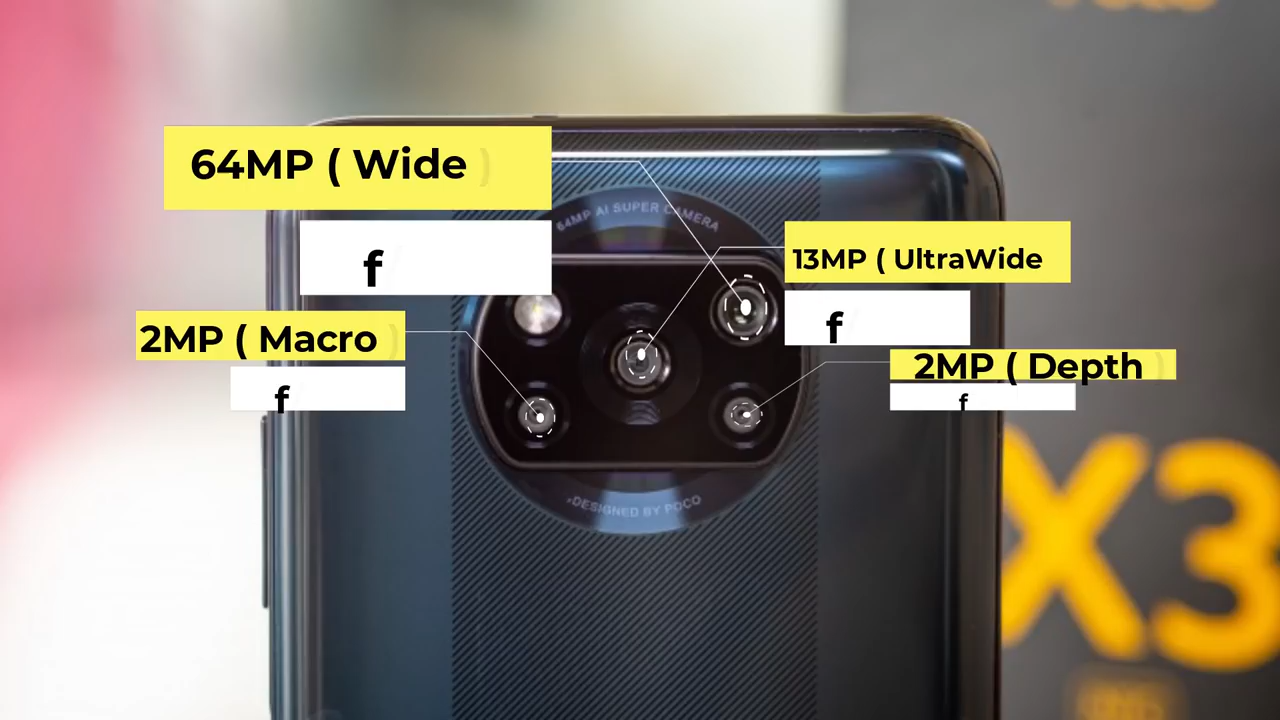 64MP ( Wide )
64MP AI SUPER CAMERA
f
13MP ( UltraWide
f
2MP ( Macro )
f
2MP ( Depth )
f
X3
DESIGNED BY POCO